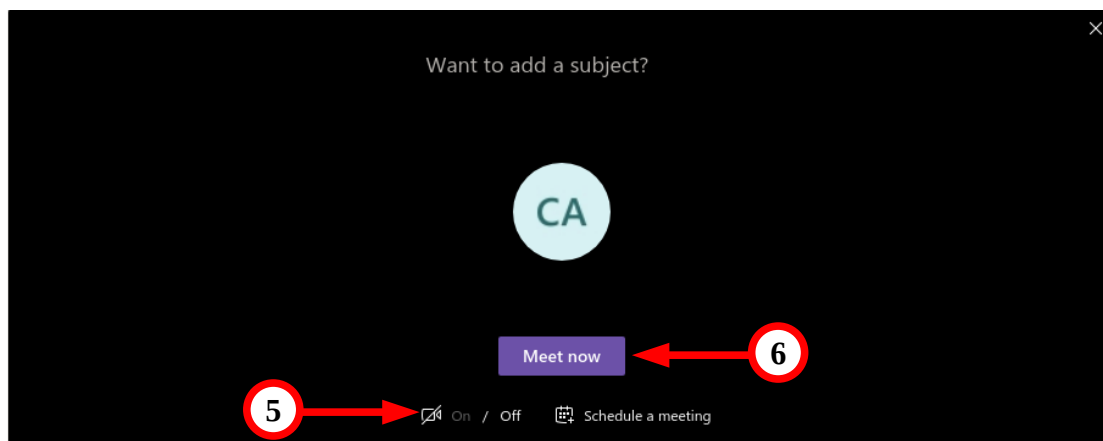 Want to add a subject?
CA
Meet now
6
5
On / Off
Schedule a meeting